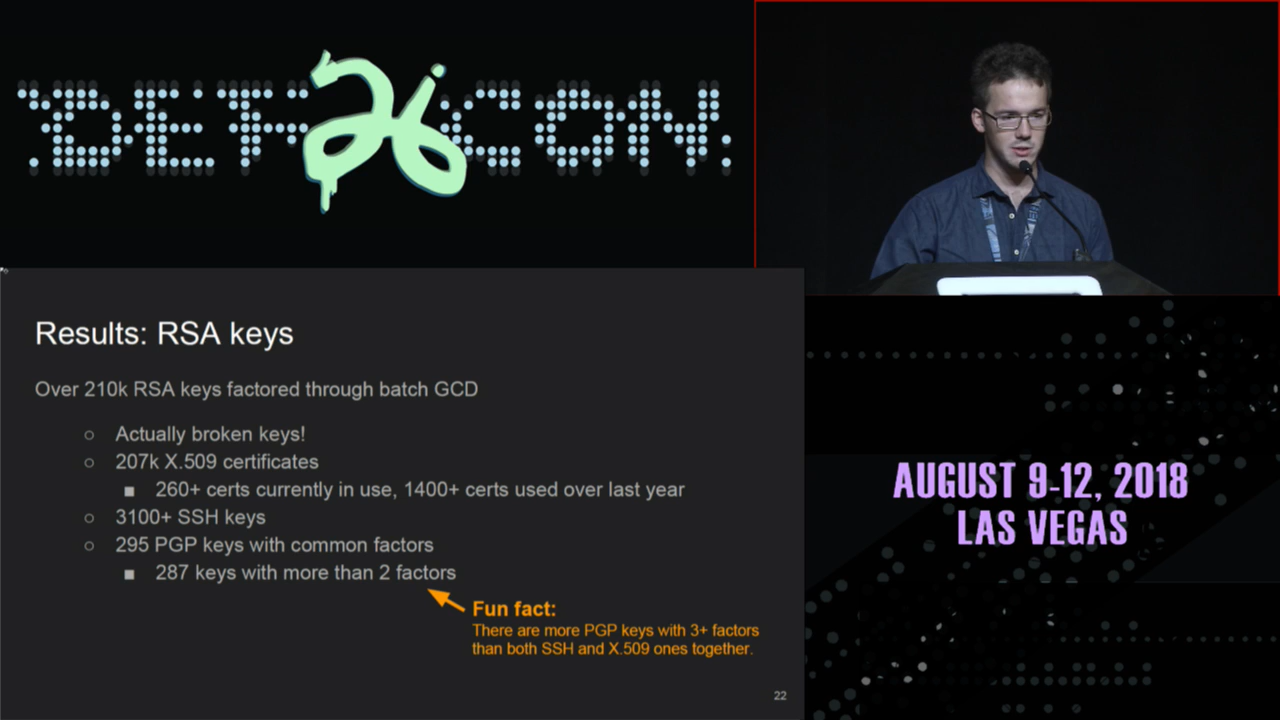 DEF 26 CON
Results: RSA keys
Over 210k RSA keys factored through batch GCD
Actually broken keys!
207k X.509 certificates
260+ certs currently in use, 1400+ certs used over last year
3100+ SSH keys
295 PGP keys with common factors
287 keys with more than 2 factors
Fun fact:
There are more PGP keys with 3+ factors
than both SSH and X.509 ones together.
22
AUGUST 9-12, 2018
LAS VEGAS